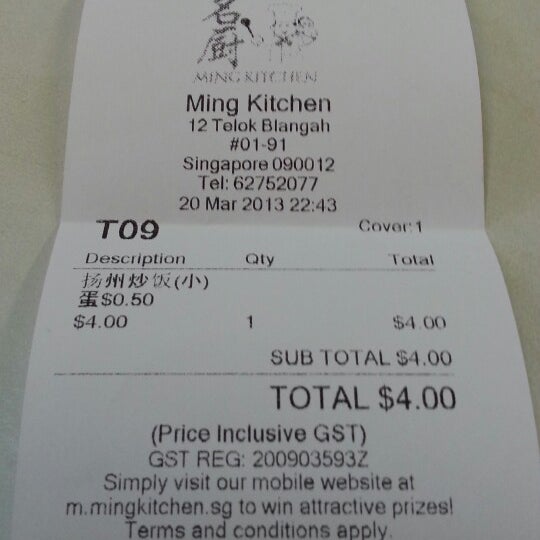 名厨
MING KITCHEN
Ming Kitchen
12 Telok Blangah
#01-91
Singapore 090012
Tel: 62752077
20 Mar 2013 22:43
T09 Cover:1
Description Qty Total
扬州炒饭(小)
蛋$0.50
$4.00 1 $4.00
SUB TOTAL $4.00
TOTAL $4.00
(Price Inclusive GST)
GST REG: 200903593Z
Simply visit our mobile website at
m.mingkitchen.sg to win attractive prizes!
Terms and conditions apply.